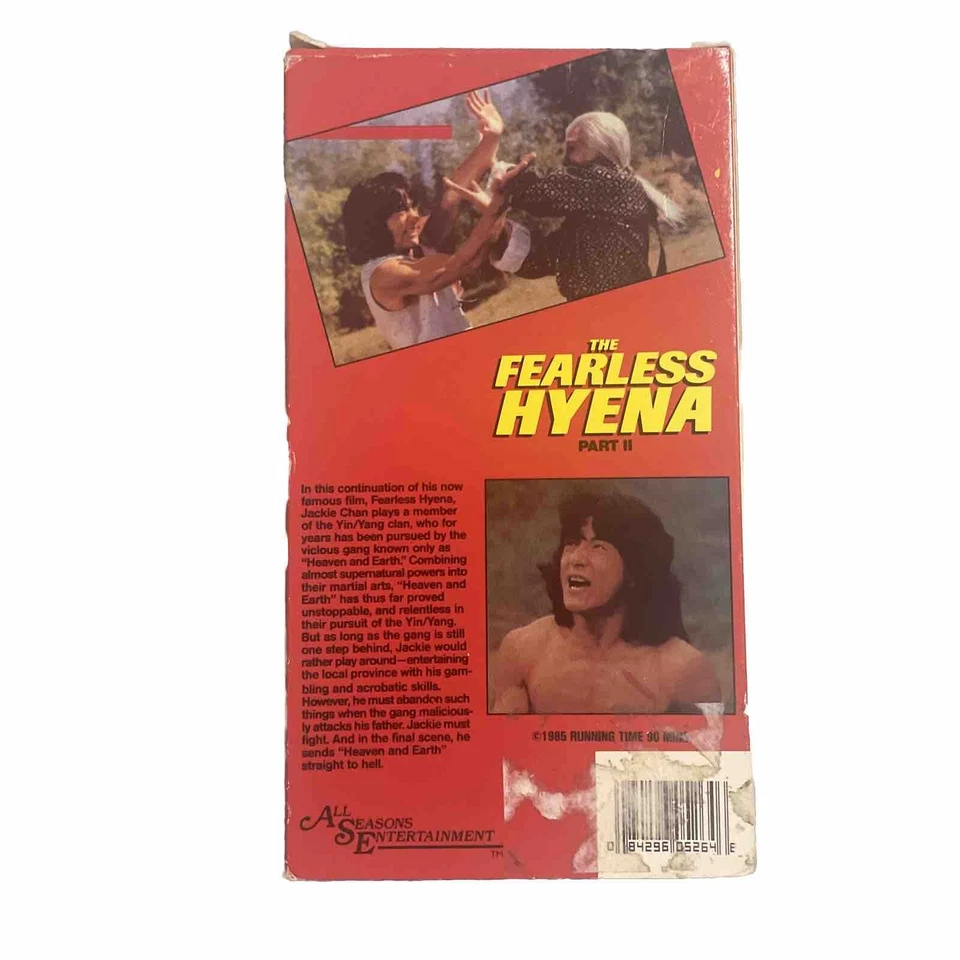 THE
FEARLESS
HYENA
PART II
In this continuation of his now
famous film, Fearless Hyena,
Jackie Chan plays a member
of the Yin/Yang clan, who for
years has been pursued by the
vicious gang known only as
"Heaven and Earth." Combining
almost supernatural powers into
their martial arts, "Heaven and
Earth" has thus far proved
unstoppable, and relentless in
their pursuit of the Yin/Yang.
But as long as the gang is still
one step behind, Jackie would
rather play around—entertaining
the local province with his gam-
bling and acrobatic skills.
However, he must abandon such
things when the gang malicious-
ly attacks his father. Jackie must
fight. And in the final scene, he
sends "Heaven and Earth"
straight to hell.
©1985 RUNNING TIME 90 MINS
ALL
SEASONS
ENTERTAINMENT
TM
0 84296 05264 E